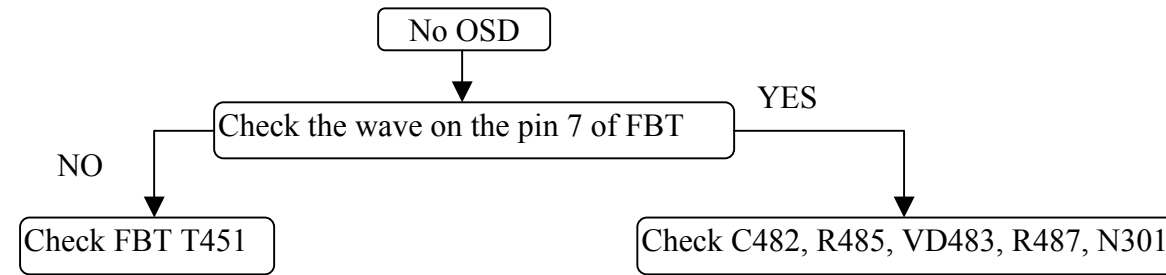 No OSD
YES
Check the wave on the pin 7 of FBT
NO
Check FBT T451
Check C482, R485, VD483, R487, N301